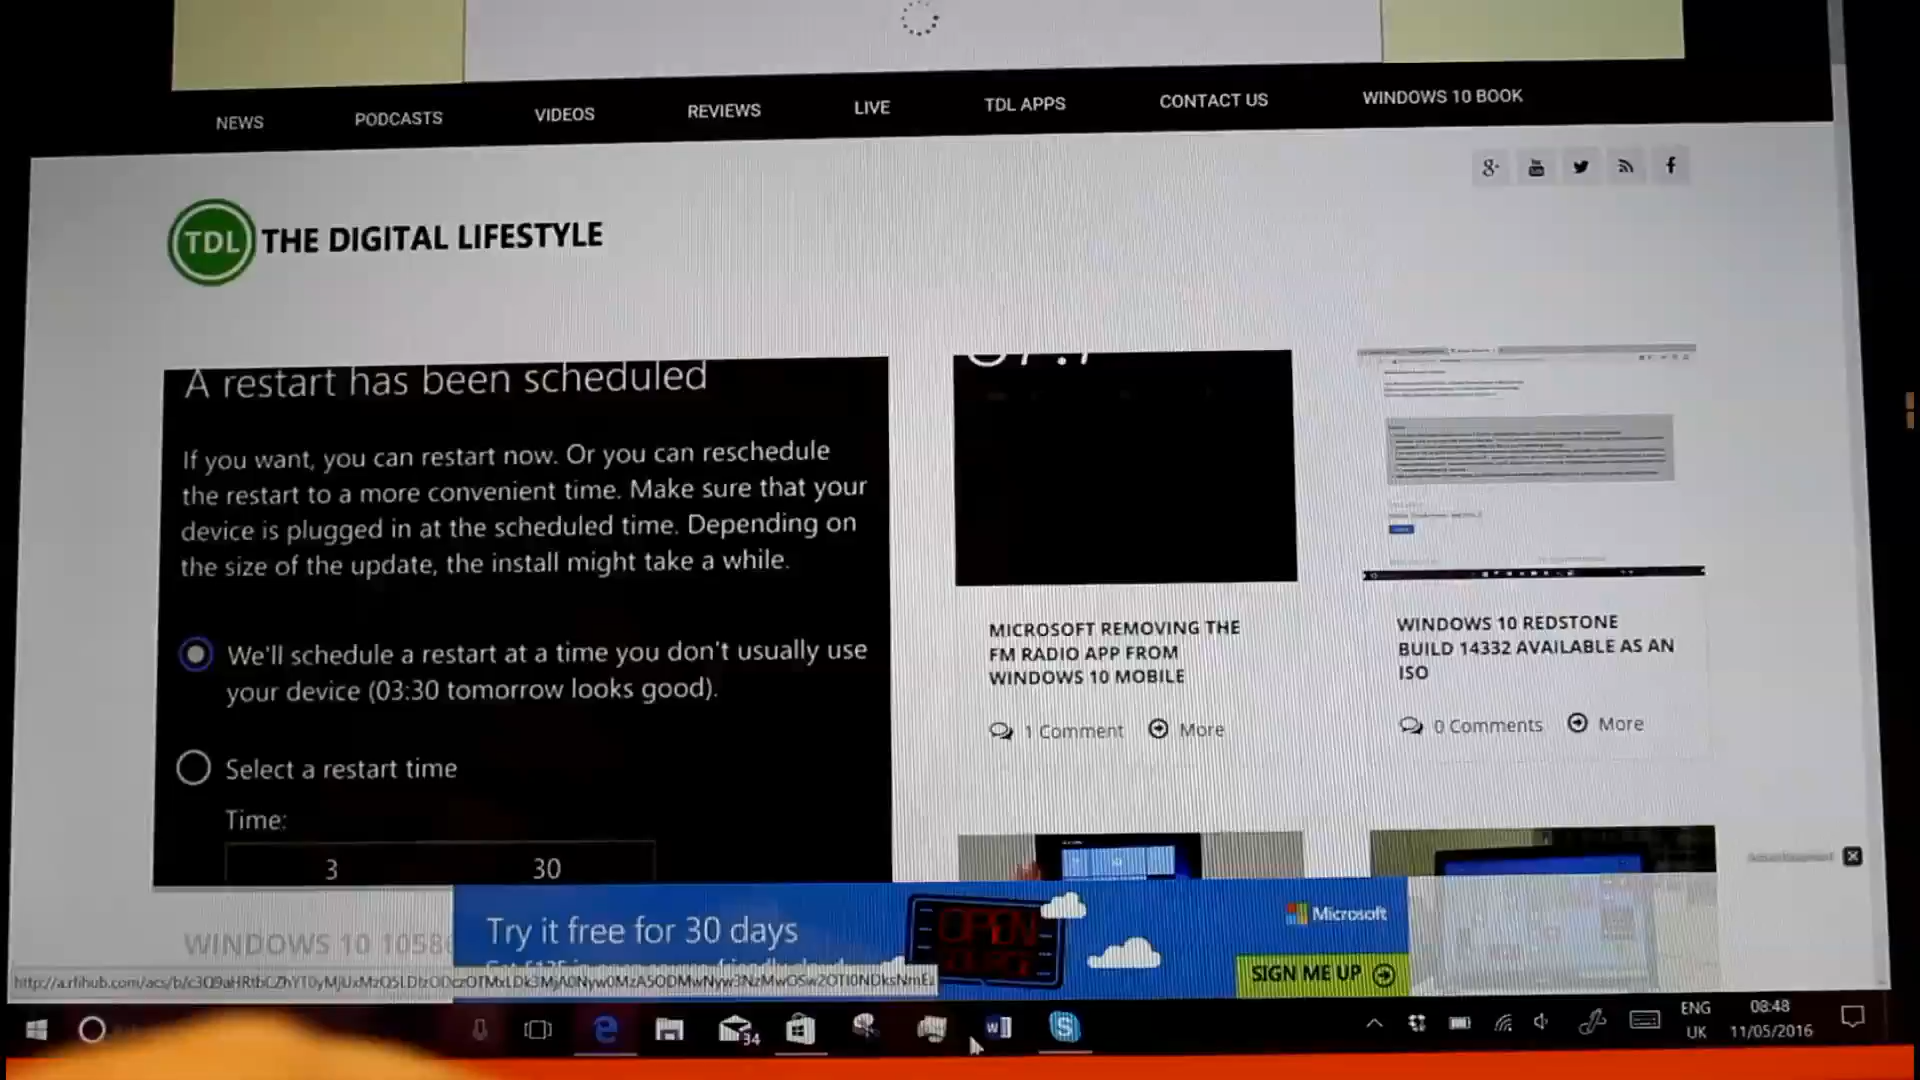 NEWS
PODCASTS
VIDEOS
REVIEWS
LIVE
TDL APPS
CONTACT US
WINDOWS 10 BOOK
TDL THE DIGITAL LIFESTYLE
A restart has been scheduled
If you want, you can restart now. Or you can reschedule
the restart to a more convenient time. Make sure that your
device is plugged in at the scheduled time. Depending on
the size of the update, the install might take a while.
We'll schedule a restart at a time you don't usually use
your device (03:30 tomorrow looks good).
Select a restart time
Time:
3 30
MICROSOFT REMOVING THE
FM RADIO APP FROM
WINDOWS 10 MOBILE
1 Comment More
WINDOWS 10 REDSTONE
BUILD 14332 AVAILABLE AS AN
ISO
0 Comments More
Advertisement
WINDOWS 10 1058
Try it free for 30 days
OPEN
Microsoft
SIGN ME UP
34
ENG
UK
08:48
11/05/2016